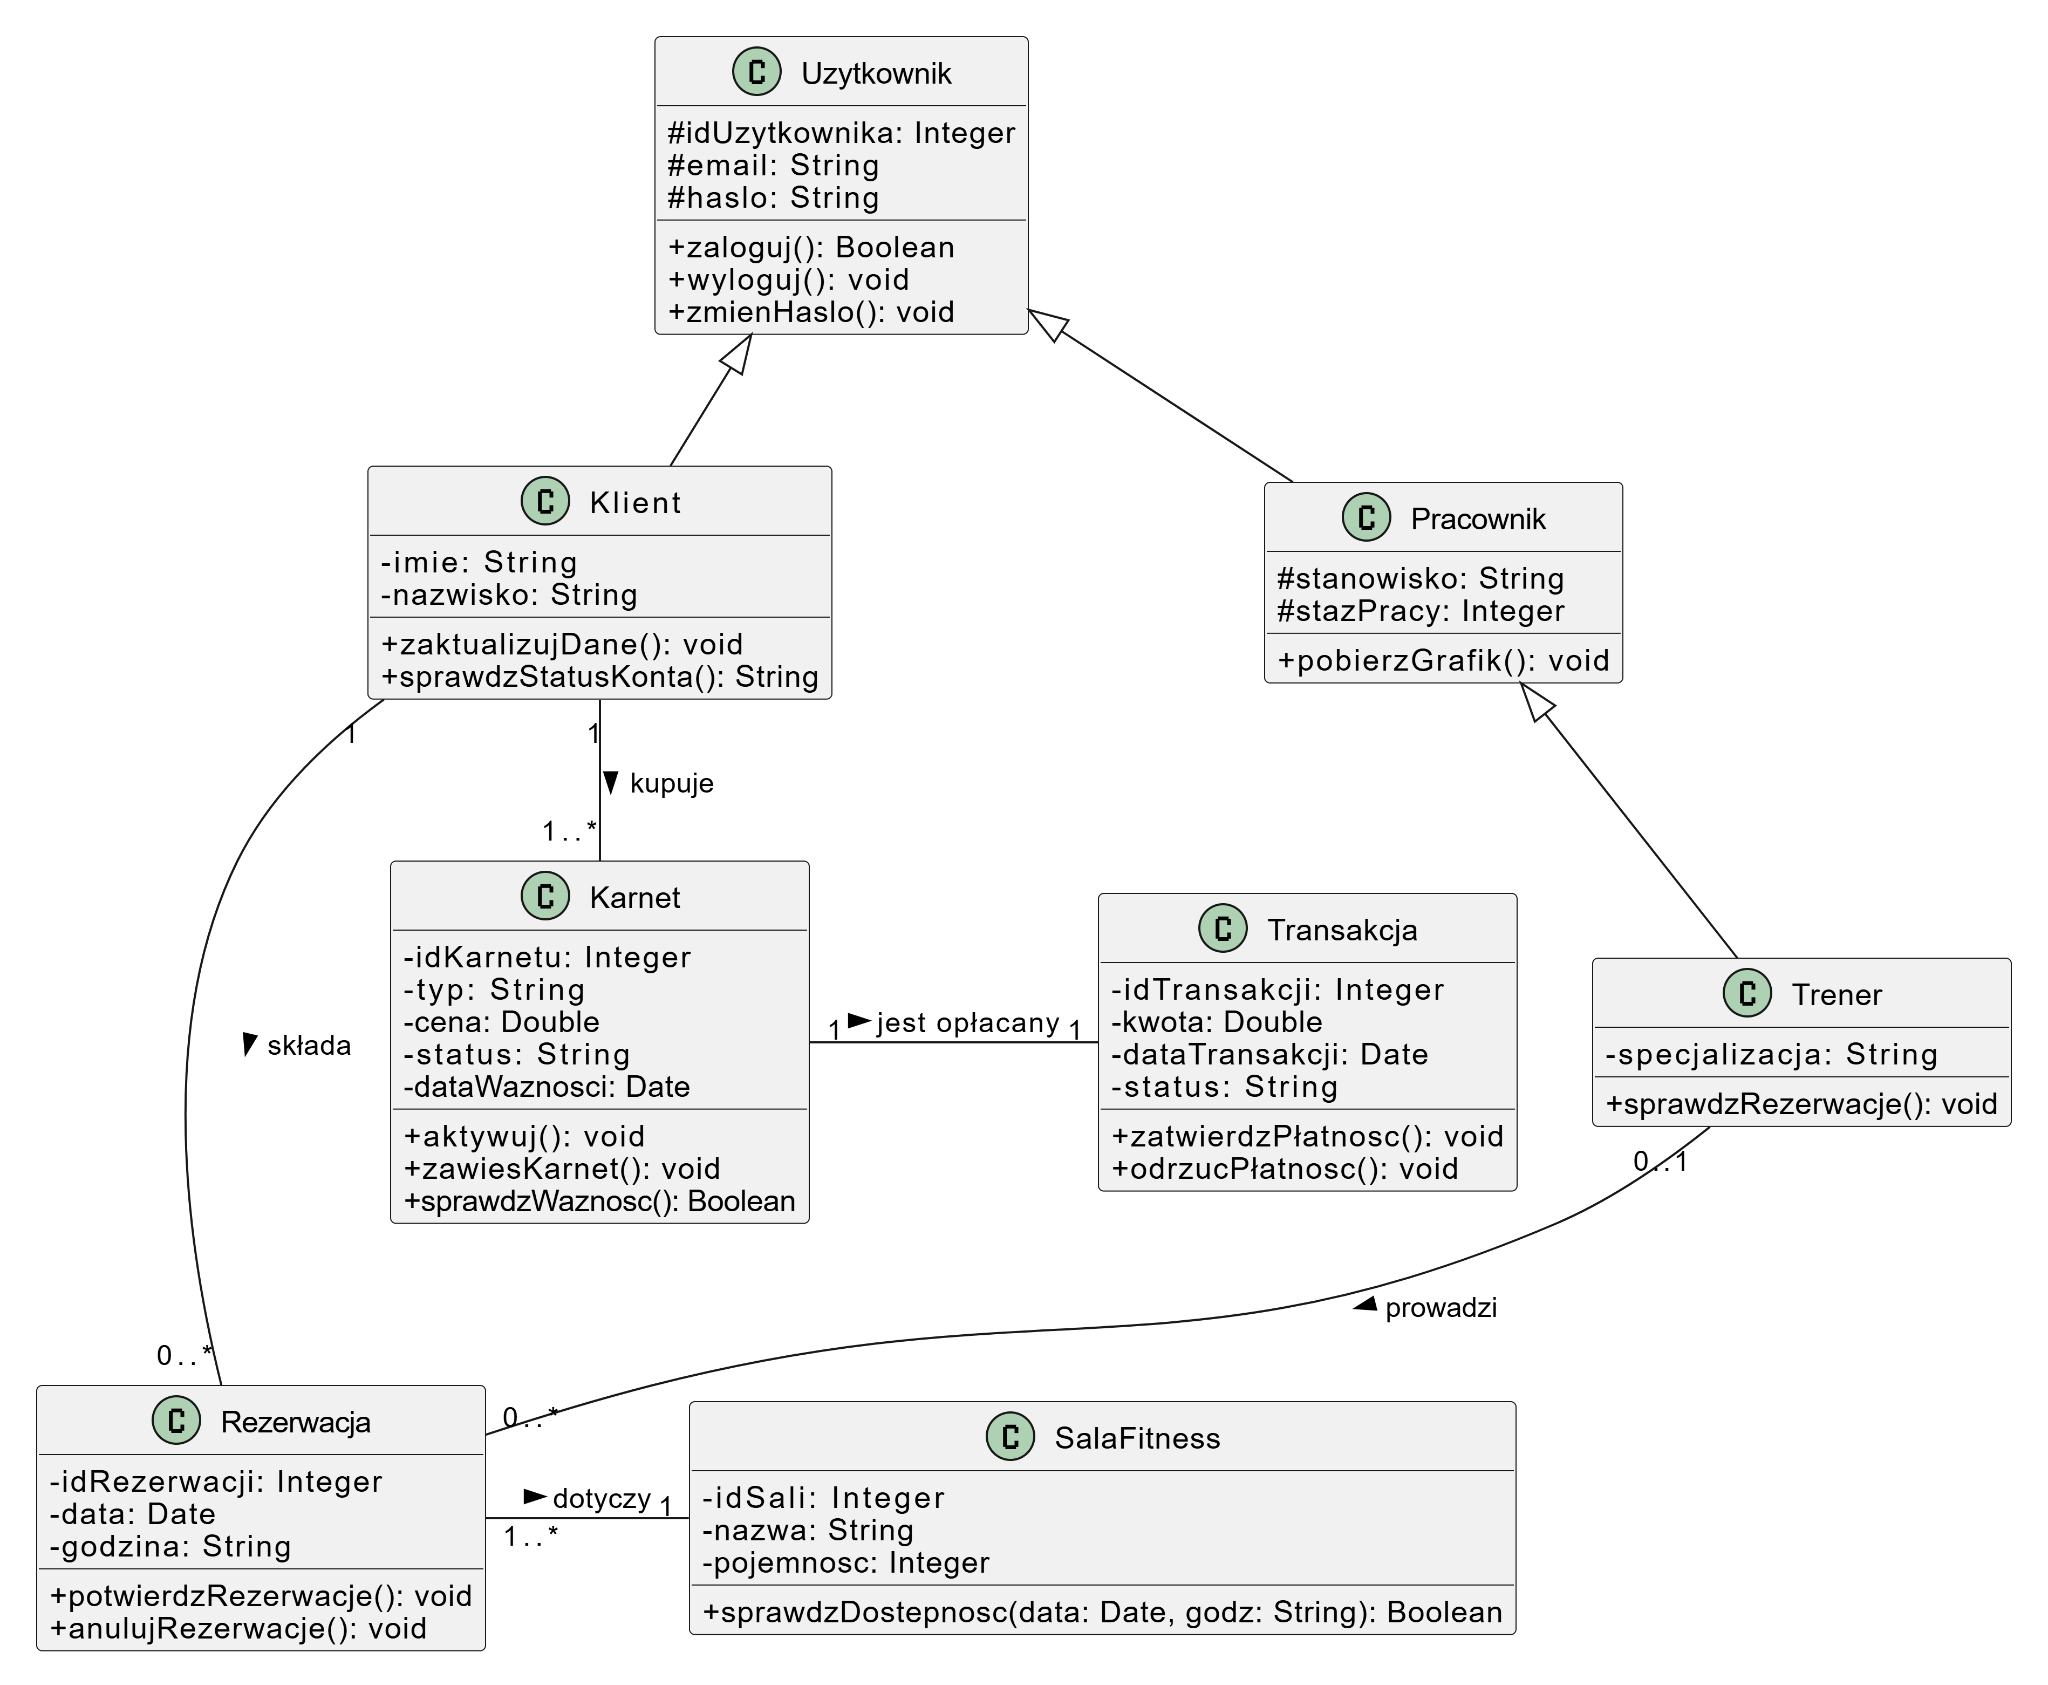 C Uzytkownik
#idUzytkownika: Integer
#email: String
#haslo: String
+zaloguj(): Boolean
+wyloguj(): void
+zmienHaslo(): void
C Klient
-imie: String
-nazwisko: String
+zaktualizujDane(): void
+sprawdzStatusKonta(): String
C Pracownik
#stanowisko: String
#stazPracy: Integer
+pobierzGrafik(): void
1
1
kupuje
1..*
C Karnet
-idKarnetu: Integer
-typ: String
-cena: Double
-status: String
-dataWaznosci: Date
+aktywuj(): void
+zawiesKarnet(): void
+sprawdzWaznosc(): Boolean
1
jest opłacany
1
C Transakcja
-idTransakcji: Integer
-kwota: Double
-dataTransakcji: Date
-status: String
+zatwierdzPłatnosc(): void
+odrzucPłatnosc(): void
C Trener
-specjalizacja: String
+sprawdzRezerwacje(): void
składa
0..1
prowadzi
0..*
0..*
C Rezerwacja
-idRezerwacji: Integer
-data: Date
-godzina: String
+potwierdzRezerwacje(): void
+anulujRezerwacje(): void
dotyczy
1
1..*
C SalaFitness
-idSali: Integer
-nazwa: String
-pojemnosc: Integer
+sprawdzDostepnosc(data: Date, godz: String): Boolean